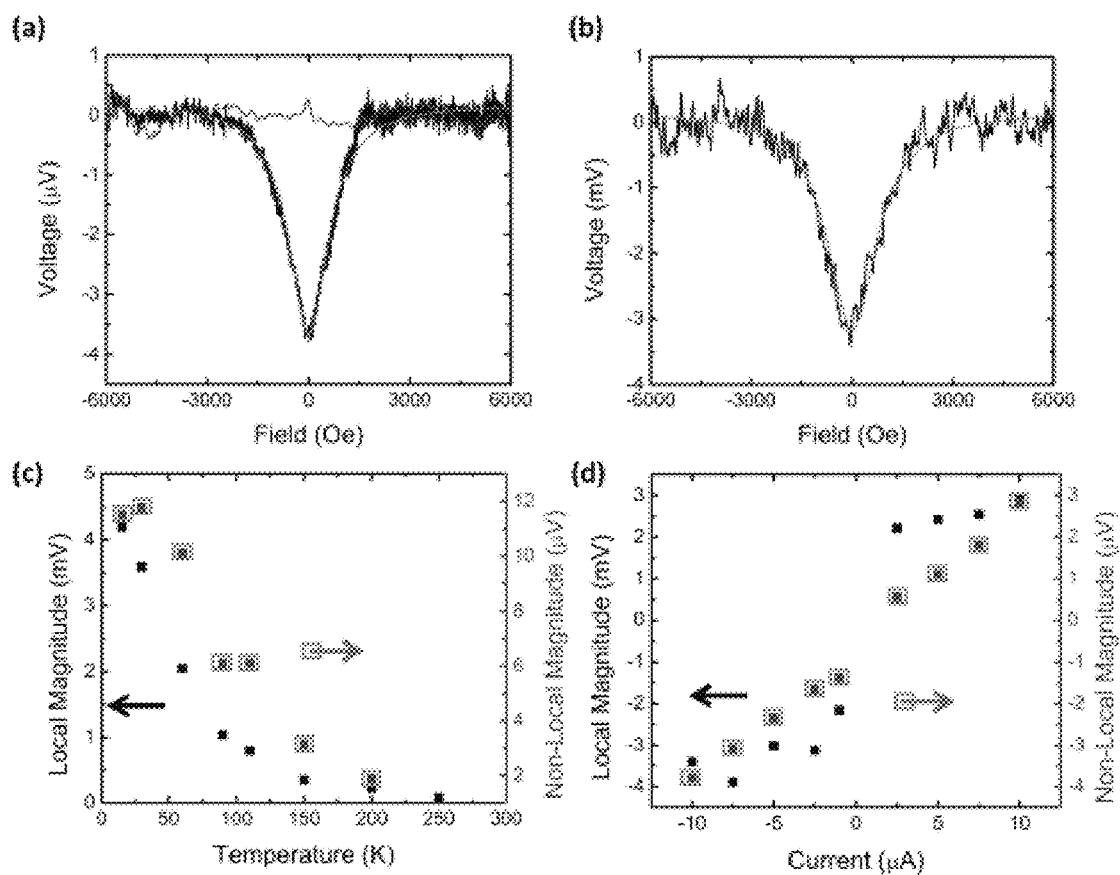 (a)
1
0
-1
-2
-3
-4
Voltage (μV)
-6000 -3000 0 3000 6000
Field (Oe)
(b)
1
0
-1
-2
-3
-4
Voltage (mV)
-6000 -3000 0 3000 6000
Field (Oe)
(c)
5
4
3
2
1
0
Local Magnitude (mV)
12
10
8
6
4
2
Non-Local Magnitude (μV)
0 50 100 150 200 250 300
Temperature (K)
(d)
3
2
1
0
-1
-2
-3
-4
Local Magnitude (mV)
3
2
1
0
-1
-2
-3
-4
Non-Local Magnitude (μV)
-10 -5 0 5 10
Current (μA)